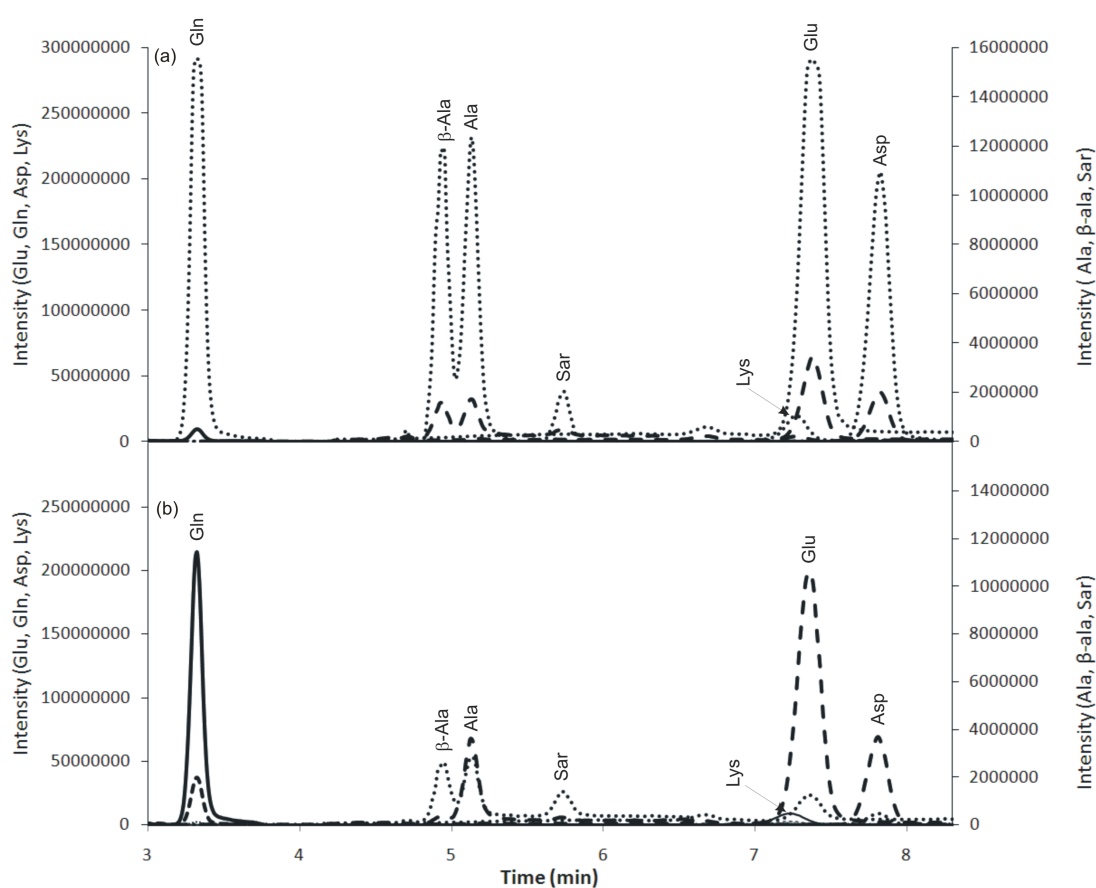 (a)
Gln
β-Ala
Ala
Sar
Lys
Glu
Asp
Intensity (Glu, Gln, Asp, Lys)
300000000
250000000
200000000
150000000
100000000
50000000
0
16000000
14000000
12000000
10000000
8000000
6000000
4000000
2000000
0
Intensity ( Ala, β-ala, Sar)
(b)
Gln
β-Ala
Ala
Sar
Lys
Glu
Asp
Intensity (Glu, Gln, Asp, Lys)
250000000
200000000
150000000
100000000
50000000
0
14000000
12000000
10000000
8000000
6000000
4000000
2000000
0
Intensity (Ala, β-ala, Sar)
3 4 5 6 7 8
Time (min)